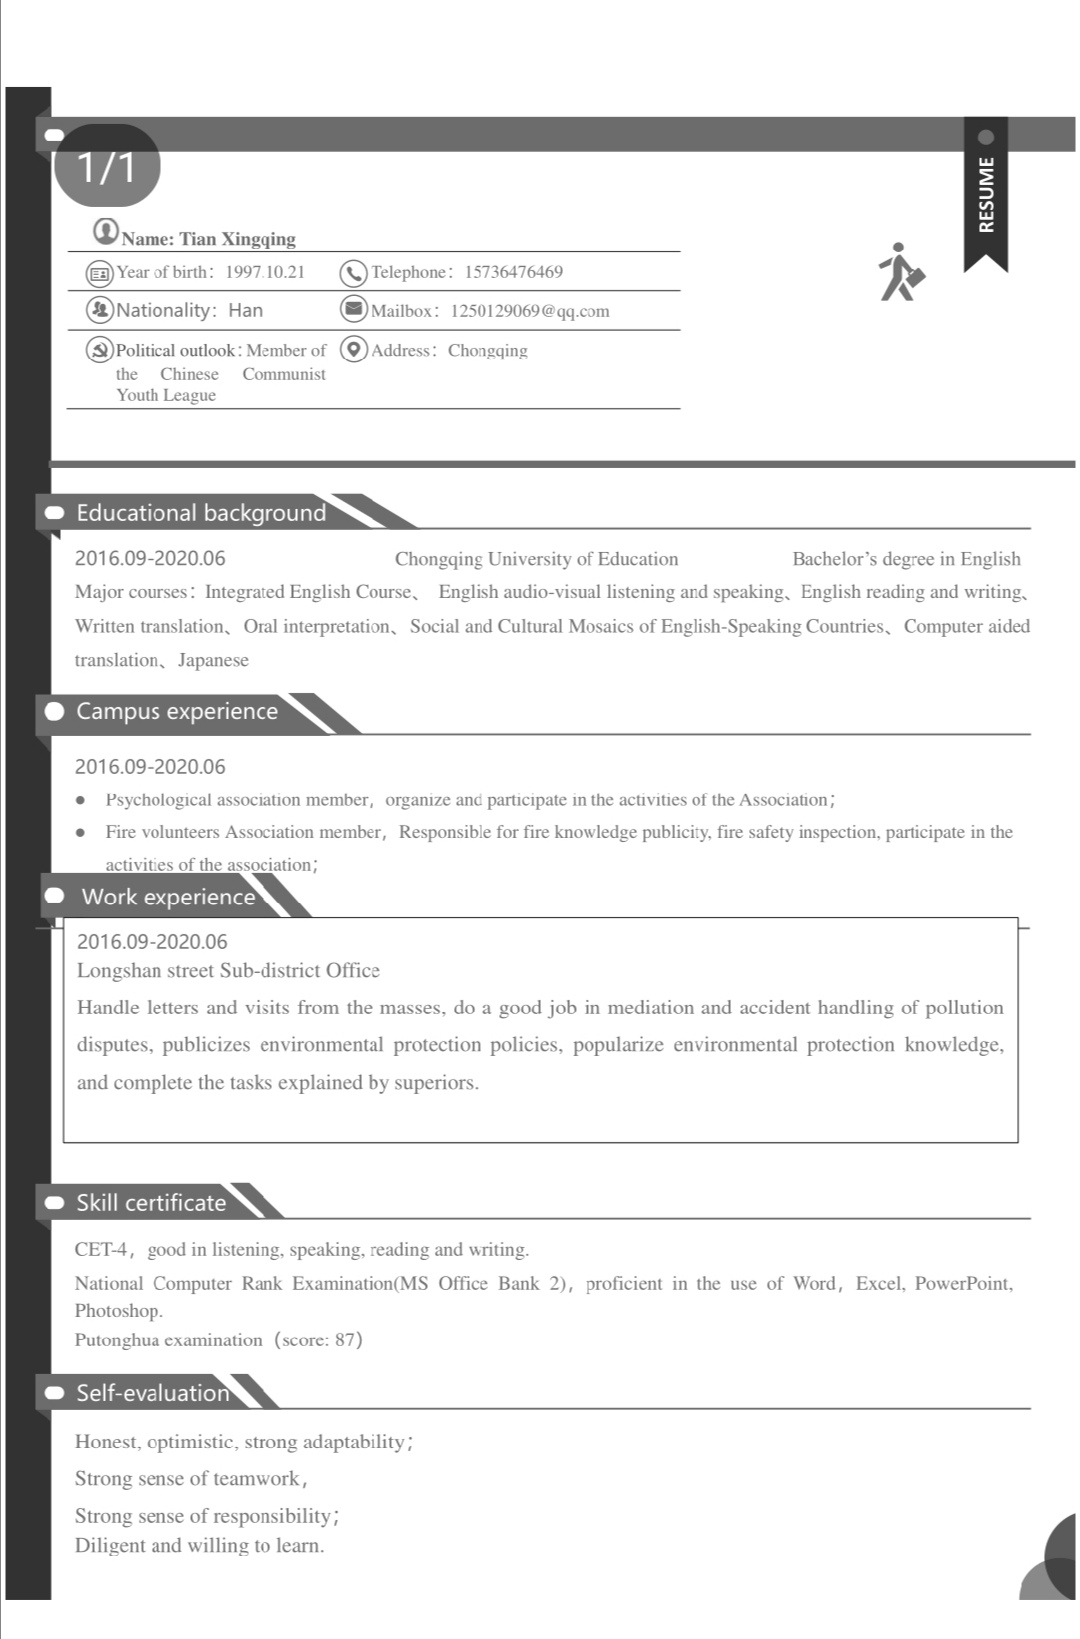 1/1
RESUME
Name: Tian Xingqing
Year of birth：1997.10.21
Telephone：15736476469
Nationality：Han
Mailbox：1250129069@qq.com
Political outlook：Member of
the Chinese Communist
Youth League
Address：Chongqing
Educational background
2016.09-2020.06 Chongqing University of Education Bachelor’s degree in English
Major courses：Integrated English Course、 English audio-visual listening and speaking、English reading and writing、
Written translation、Oral interpretation、Social and Cultural Mosaics of English-Speaking Countries、Computer aided
translation、Japanese
Campus experience
2016.09-2020.06
● Psychological association member，organize and participate in the activities of the Association；
● Fire volunteers Association member，Responsible for fire knowledge publicity, fire safety inspection, participate in the
activities of the association；
Work experience
2016.09-2020.06
Longshan street Sub-district Office
Handle letters and visits from the masses, do a good job in mediation and accident handling of pollution
disputes, publicizes environmental protection policies, popularize environmental protection knowledge,
and complete the tasks explained by superiors.
Skill certificate
CET-4，good in listening, speaking, reading and writing.
National Computer Rank Examination(MS Office Bank 2)，proficient in the use of Word，Excel, PowerPoint,
Photoshop.
Putonghua examination（score: 87）
Self-evaluation
Honest, optimistic, strong adaptability；
Strong sense of teamwork，
Strong sense of responsibility；
Diligent and willing to learn.